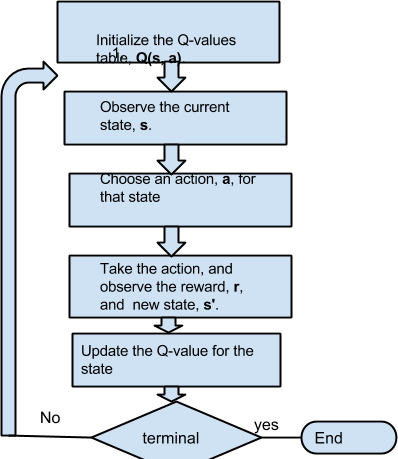 Initialize the Q-values
table, Q(s, a)
1
Observe the current
state, s.
Choose an action, a, for
that state
Take the action, and
observe the reward, r,
and new state, s'.
Update the Q-value for the
state
No
yes
terminal
End